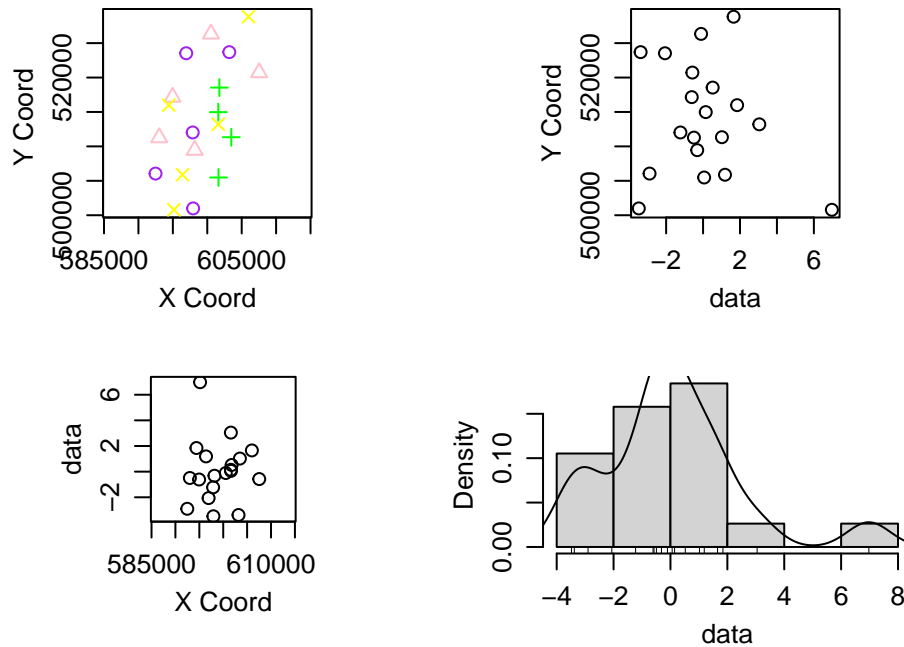 Y Coord
500000 520000
585000 605000
X Coord
Y Coord
500000 520000
−2 2 6
data
data
−2 2 6
585000 610000
X Coord
Density
0.00 0.10
−4 −2 0 2 4 6 8
data